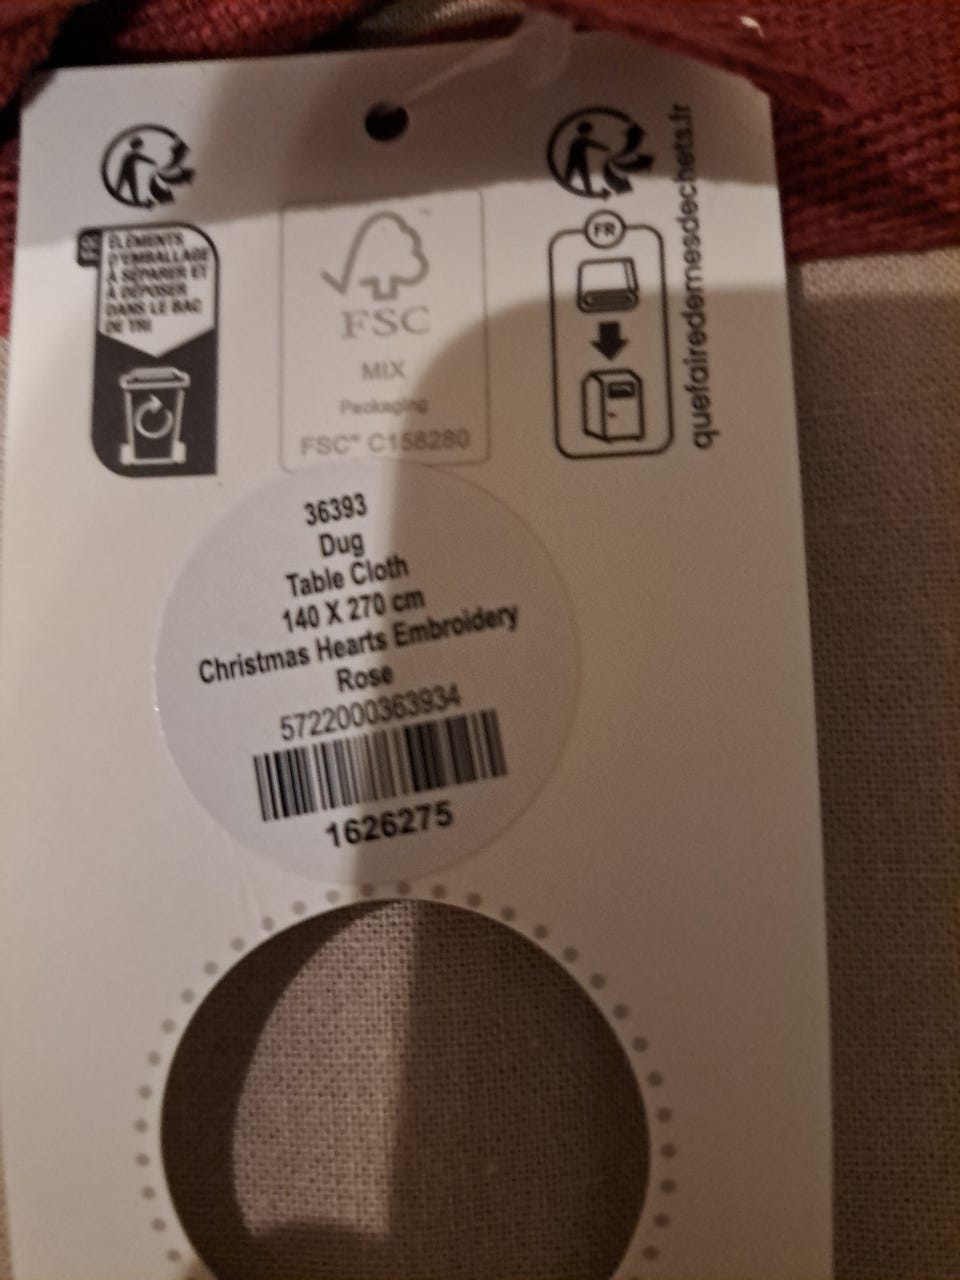 FR
ÉLÉMENTS
D'EMBALLAGE
À SÉPARER ET
À DÉPOSER
DANS LE BAC
DE TRI
FSC
MIX
Packaging
FSC™ C158280
FR
quefairedemesdechets.fr
36393
Dug
Table Cloth
140 X 270 cm
Christmas Hearts Embroidery
Rose
5722000363934
1626275